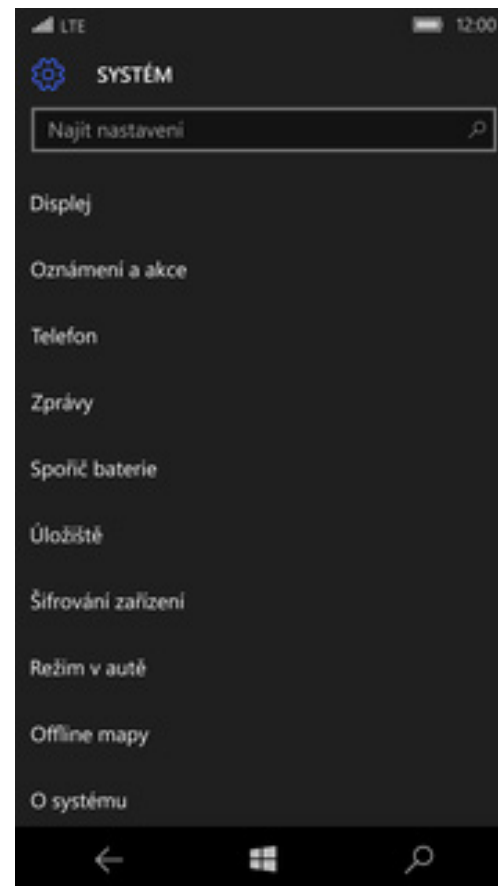 LTE 12:00
SYSTÉM
Najít nastavení
Displej
Oznámení a akce
Telefon
Zprávy
Spořič baterie
Úložiště
Šifrování zařízení
Režim v autě
Offline mapy
O systému